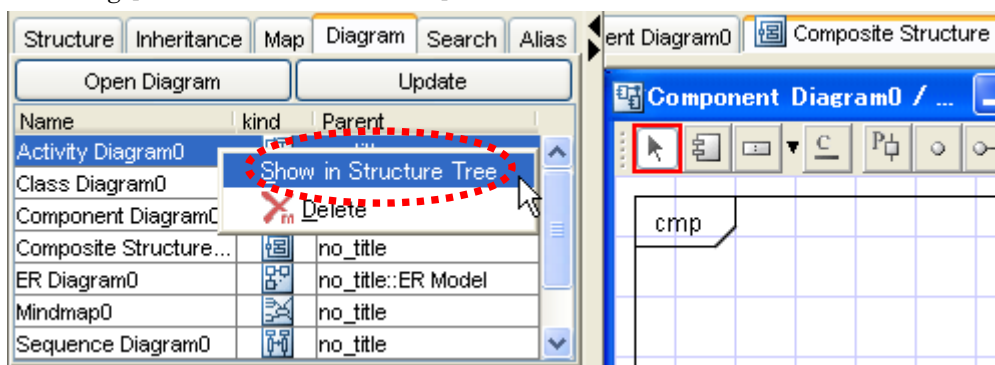 Structure Inheritance Map Diagram Search Alias
ent Diagram0 Composite Structure
Open Diagram Update
Component Diagram0 / ...
Name kind Parent
Activity Diagram0
Show in Structure Tree
Class Diagram0
Delete
Component Diagram
cmp
Composite Structure... no_title
ER Diagram0 no_title::ER Model
Mindmap0 no_title
Sequence Diagram0 no_title